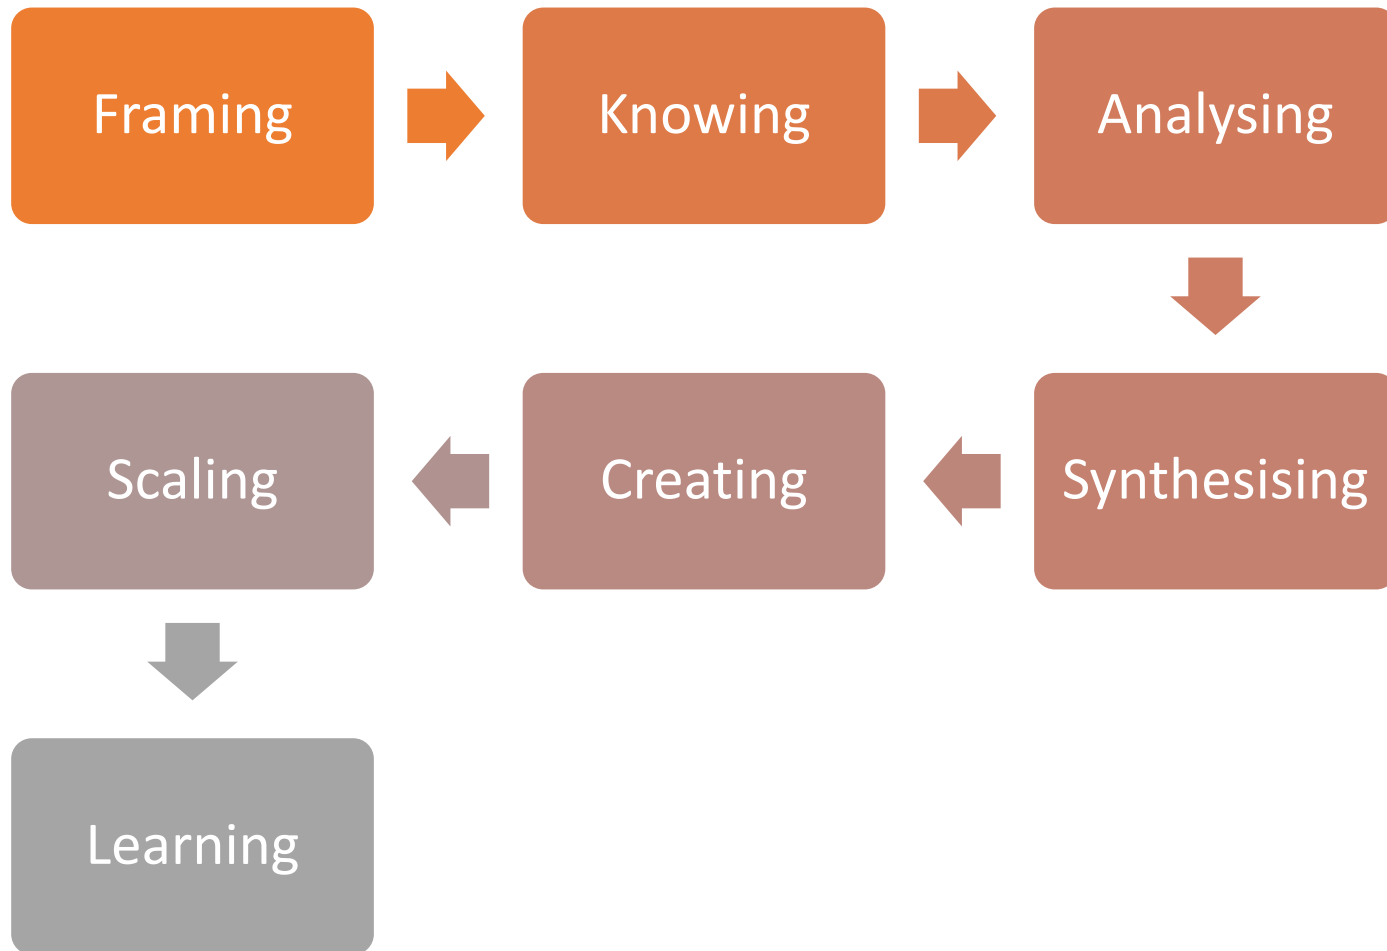 Framing
Knowing
Analysing
Synthesising
Creating
Scaling
Learning